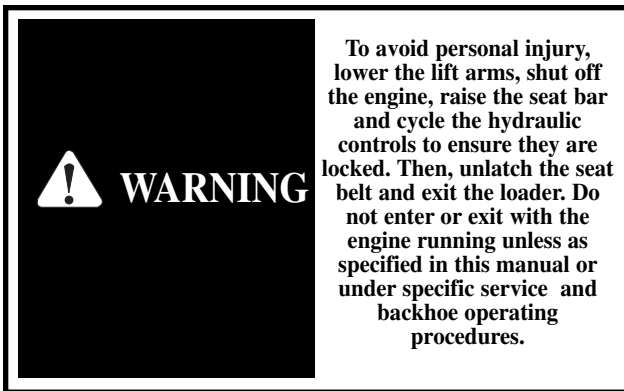 WARNING
To avoid personal injury,
lower the lift arms, shut off
the engine, raise the seat bar
and cycle the hydraulic
controls to ensure they are
locked. Then, unlatch the seat
belt and exit the loader. Do
not enter or exit with the
engine running unless as
specified in this manual or
under specific service and
backhoe operating
procedures.